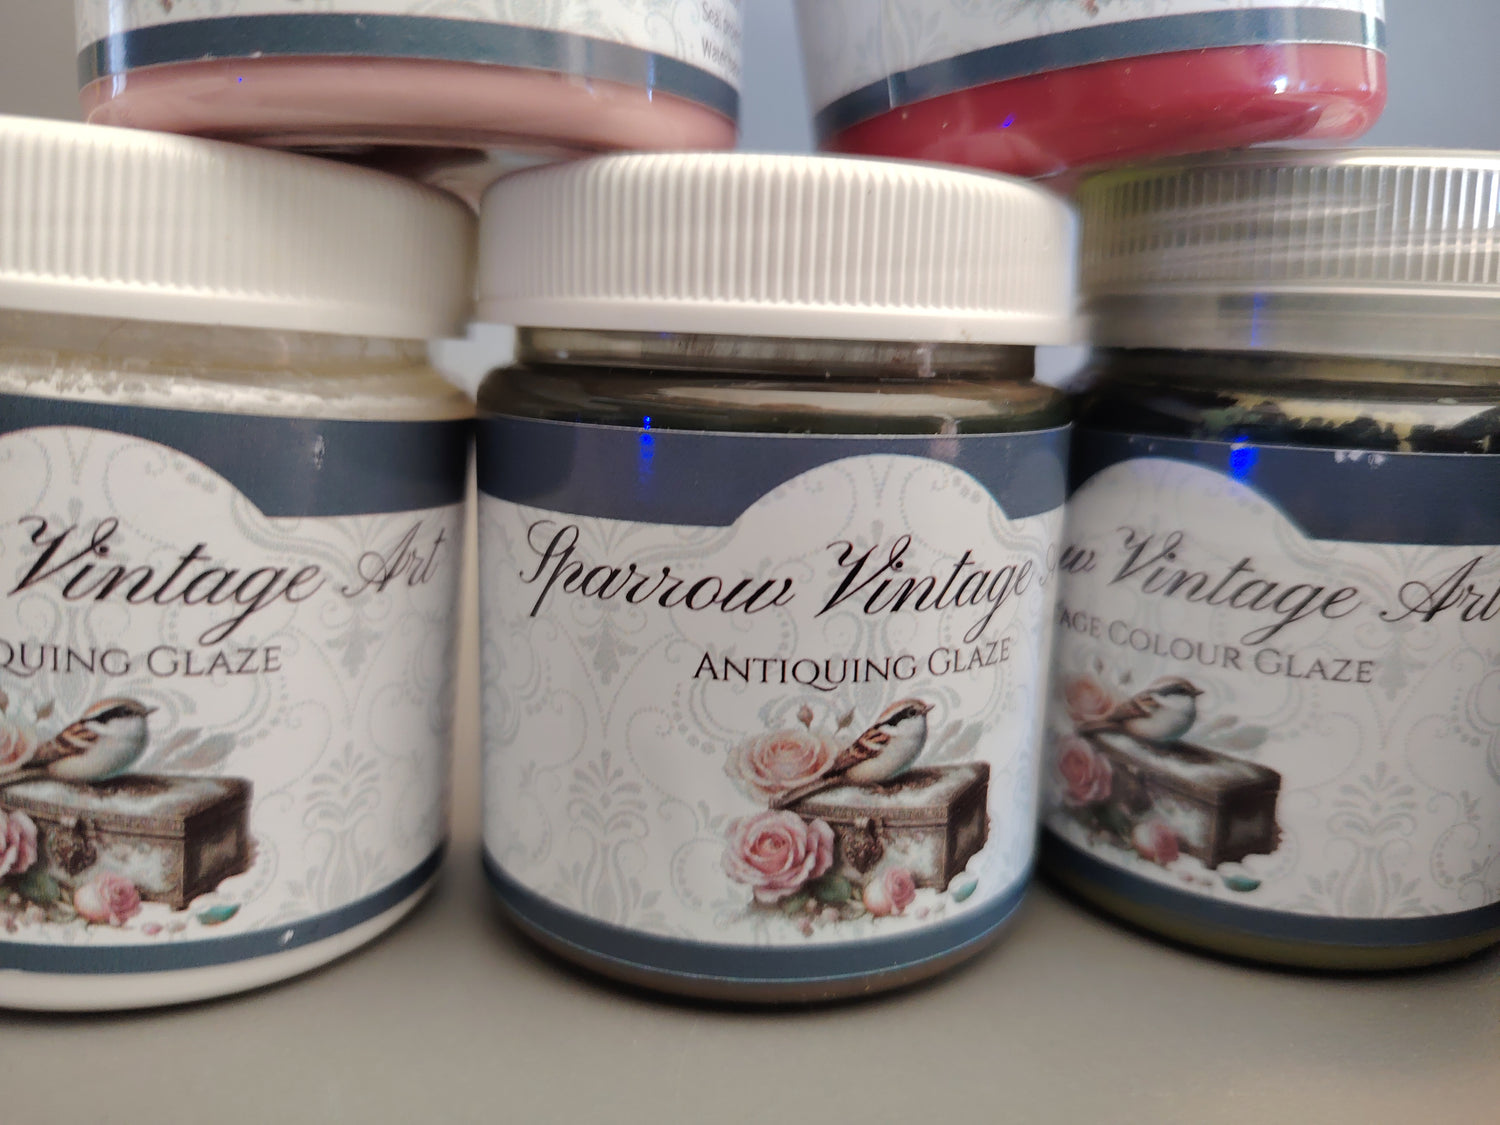 Vintage Art
QUING GLAZE
Sparrow Vintage
ANTIQUING GLAZE
w Vintage Art
AGE COLOUR GLAZE